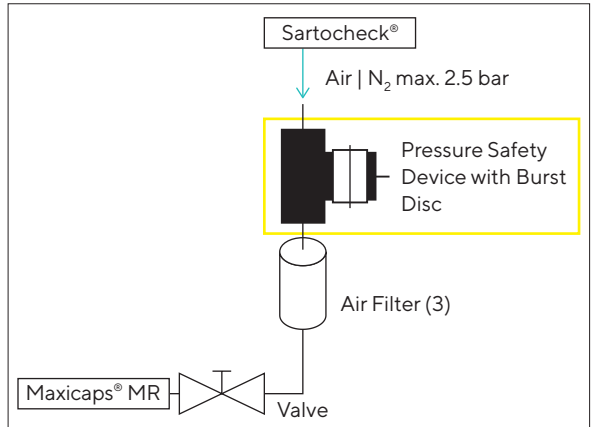 Sartocheck®
Air | N₂ max. 2.5 bar
Pressure Safety
Device with Burst
Disc
Air Filter (3)
Maxicaps® MR
Valve